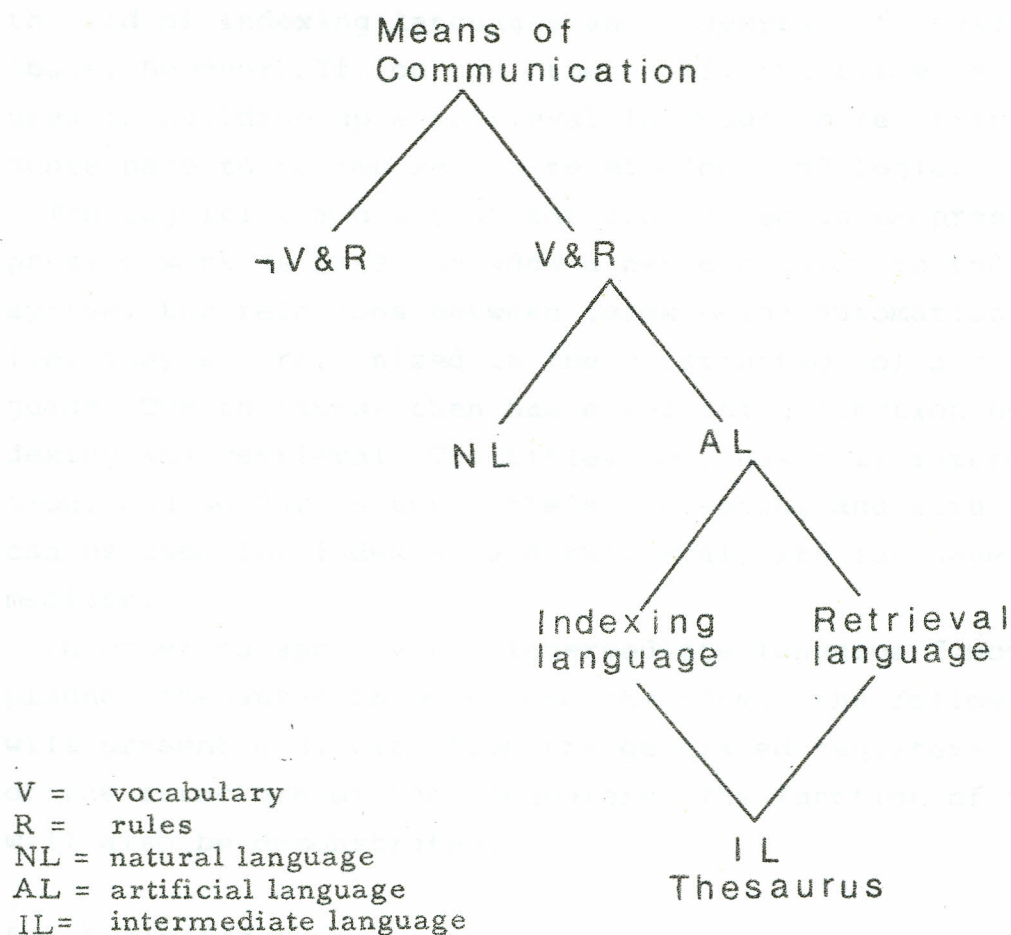 Means of
Communication
¬V&R
V&R
NL
AL
Indexing
language
Retrieval
language
IL
Thesaurus
V = vocabulary
R = rules
NL = natural language
AL = artificial language
IL= intermediate language